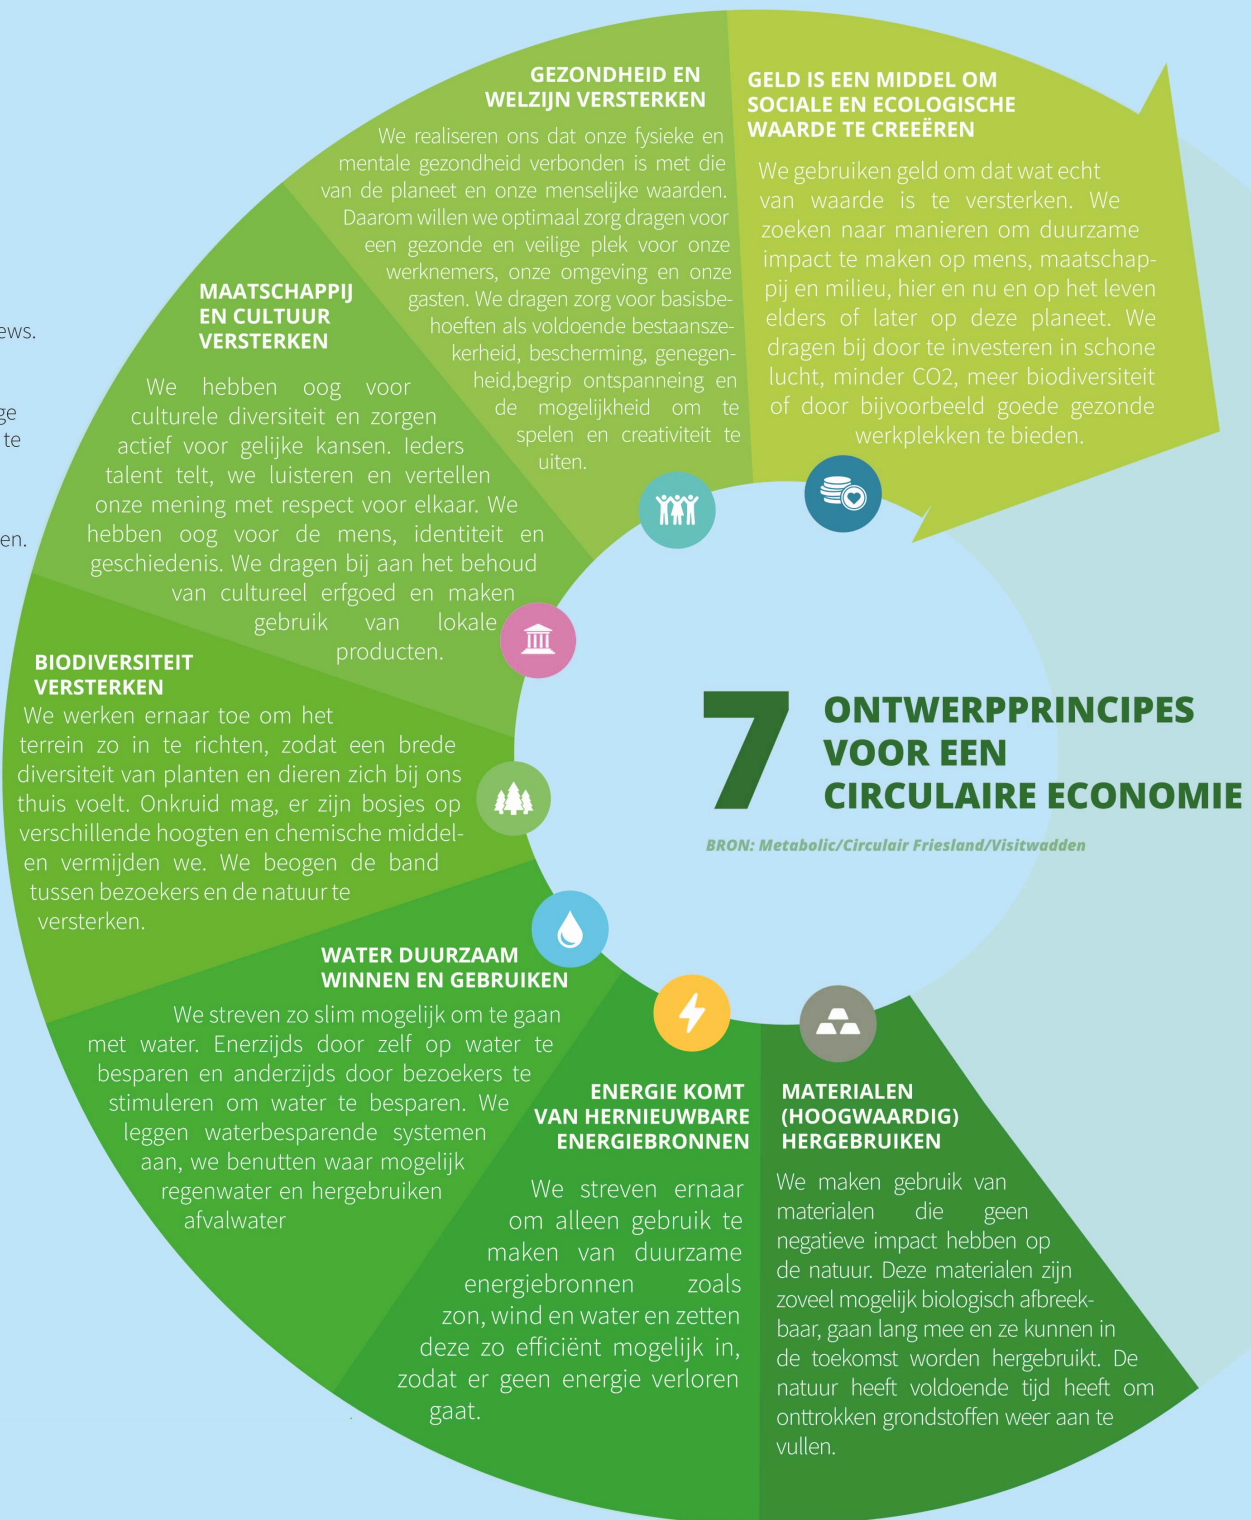 ews.
ge
te
en.
GEZONDHEID EN
WELZIJN VERSTERKEN
We realiseren ons dat onze fysieke en
mentale gezondheid verbonden is met die
van de planeet en onze menselijke waarden.
Daarom willen we optimaal zorg dragen voor
een gezonde en veilige plek voor onze
werknemers, onze omgeving en onze
gasten. We dragen zorg voor basisbe-
hoeften als voldoende bestaansze-
kerheid, bescherming, genegen-
heid,begrip ontspanneing en
de mogelijkheid om te
spelen en creativiteit te
uiten.
GELD IS EEN MIDDEL OM
SOCIALE EN ECOLOGISCHE
WAARDE TE CREEËREN
We gebruiken geld om dat wat echt
van waarde is te versterken. We
zoeken naar manieren om duurzame
impact te maken op mens, maatschap-
pij en milieu, hier en nu en op het leven
elders of later op deze planeet. We
dragen bij door te investeren in schone
lucht, minder CO2, meer biodiversiteit
of door bijvoorbeeld goede gezonde
werkplekken te bieden.
MAATSCHAPPIJ
EN CULTUUR
VERSTERKEN
We hebben oog voor
culturele diversiteit en zorgen
actief voor gelijke kansen. Ieders
talent telt, we luisteren en vertellen
onze mening met respect voor elkaar. We
hebben oog voor de mens, identiteit en
geschiedenis. We dragen bij aan het behoud
van cultureel erfgoed en maken
gebruik van lokale
producten.
BIODIVERSITEIT
VERSTERKEN
We werken ernaar toe om het
terrein zo in te richten, zodat een brede
diversiteit van planten en dieren zich bij ons
thuis voelt. Onkruid mag, er zijn bosjes op
verschillende hoogten en chemische middel-
en vermijden we. We beogen de band
tussen bezoekers en de natuur te
versterken.
7 ONTWERPPRINCIPES
VOOR EEN
CIRCULAIRE ECONOMIE
BRON: Metabolic/Circulair Friesland/Visitwadden
WATER DUURZAAM
WINNEN EN GEBRUIKEN
We streven zo slim mogelijk om te gaan
met water. Enerzijds door zelf op water te
besparen en anderzijds door bezoekers te
stimuleren om water te besparen. We
leggen waterbesparende systemen
aan, we benutten waar mogelijk
regenwater en hergebruiken
afvalwater
ENERGIE KOMT
VAN HERNIEUWBARE
ENERGIEBRONNEN
We streven ernaar
om alleen gebruik te
maken van duurzame
energiebronnen zoals
zon, wind en water en zetten
deze zo efficiënt mogelijk in,
zodat er geen energie verloren
gaat.
MATERIALEN
(HOOGWAARDIG)
HERGEBRUIKEN
We maken gebruik van
materialen die geen
negatieve impact hebben op
de natuur. Deze materialen zijn
zoveel mogelijk biologisch afbreek-
baar, gaan lang mee en ze kunnen in
de toekomst worden hergebruikt. De
natuur heeft voldoende tijd heeft om
onttrokken grondstoffen weer aan te
vullen.